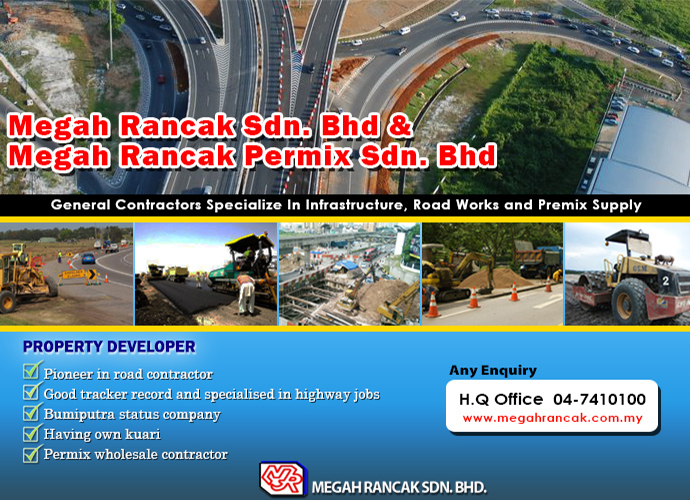 Megah Rancak Sdn. Bhd &
Megah Rancak Permix Sdn. Bhd
General Contractors Specialize In Infrastructure, Road Works and Premix Supply
PROPERTY DEVELOPER
Pioneer in road contractor
Good tracker record and specialised in highway jobs
Bumiputra status company
Having own kuari
Permix wholesale contractor
Any Enquiry
H.Q Office 04-7410100
www.megahrancak.com.my
MEGAH RANCAK SDN. BHD.